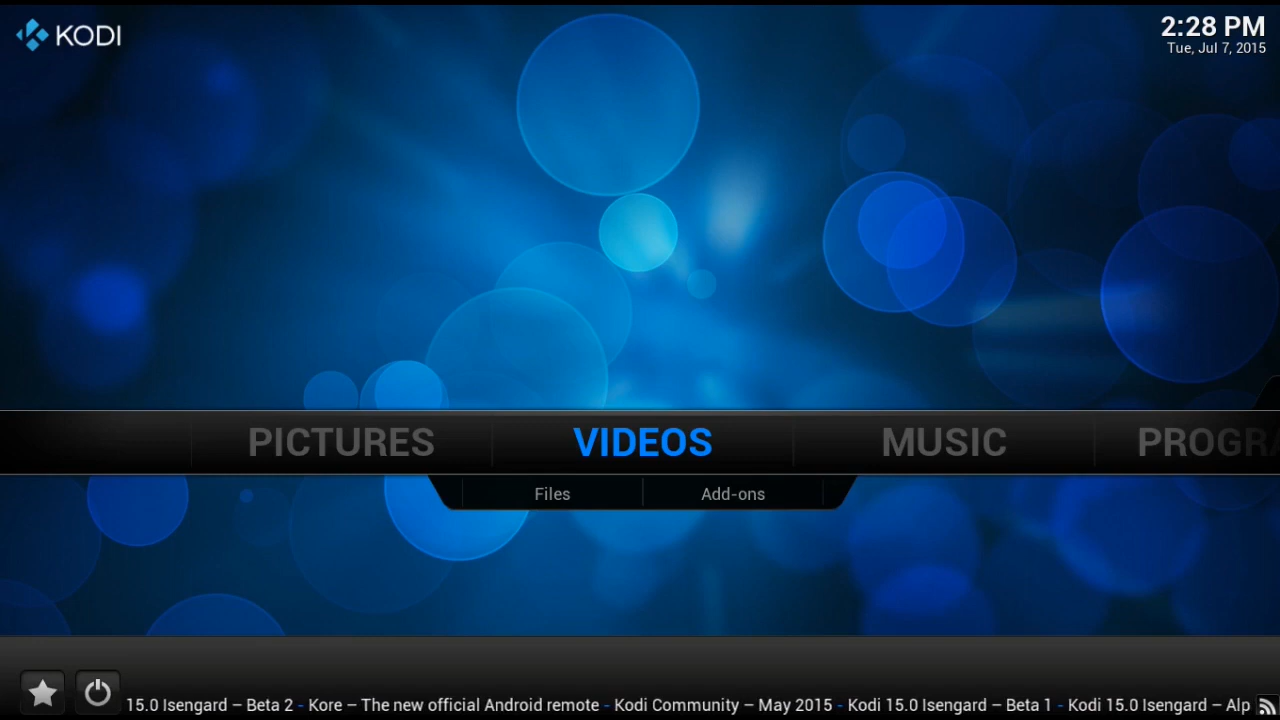 KODI
2:28 PM
Tue, Jul 7, 2015
PICTURES VIDEOS MUSIC PROGRA
Files Add-ons
15.0 Isengard – Beta 2 - Kore – The new official Android remote - Kodi Community – May 2015 - Kodi 15.0 Isengard – Beta 1 - Kodi 15.0 Isengard – Alp